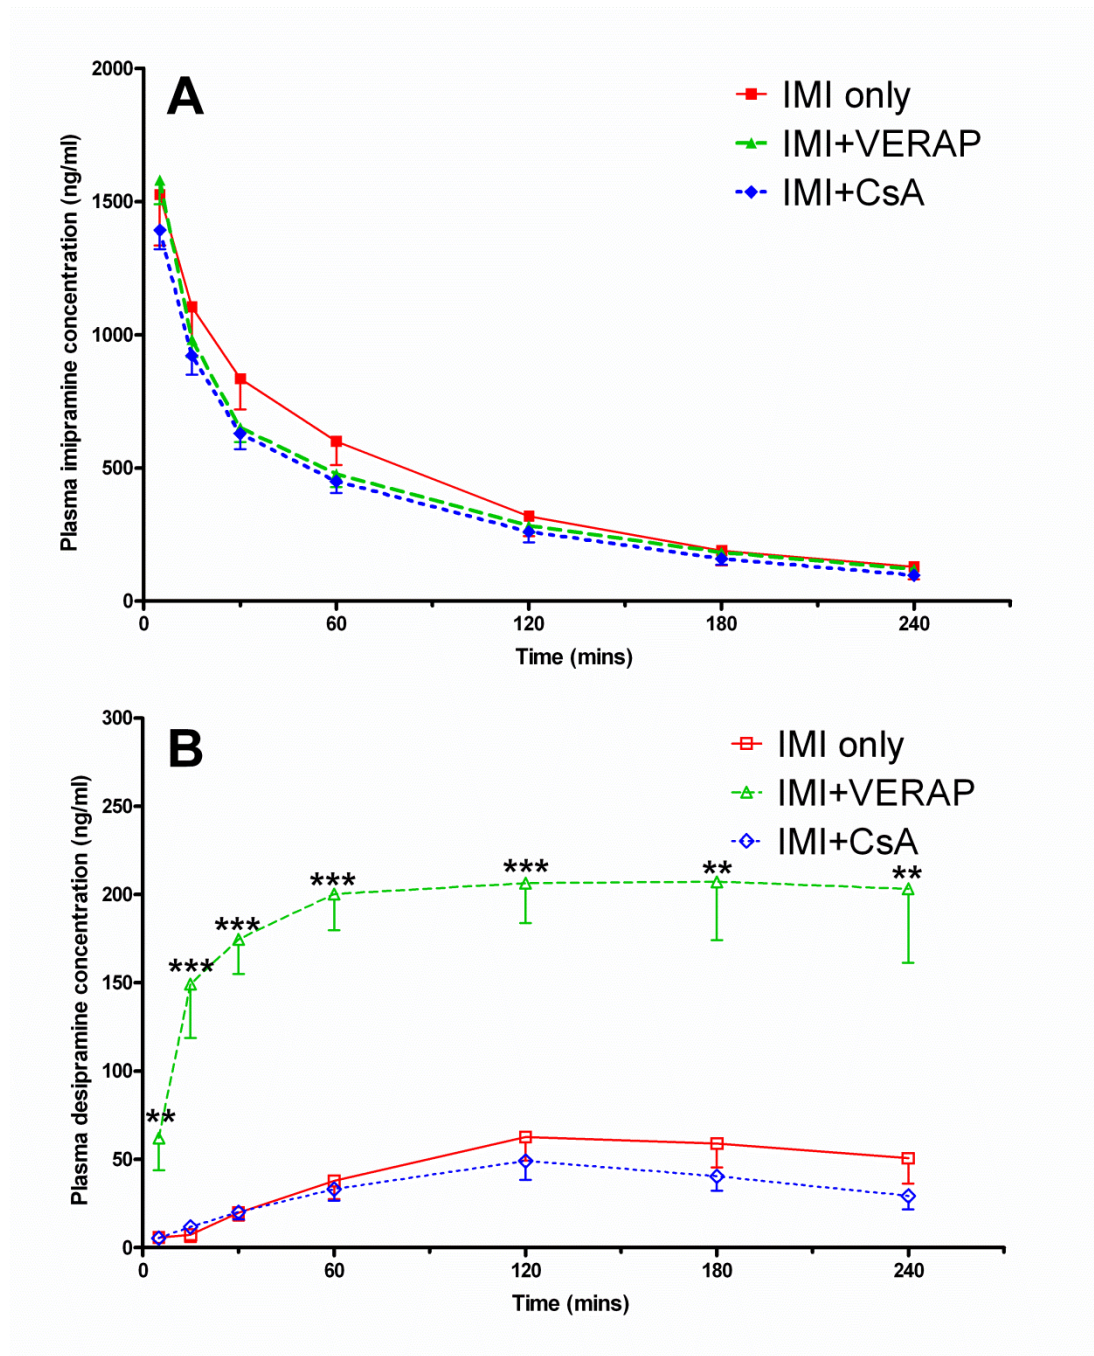 A
IMI only
IMI+VERAP
IMI+CsA
Plasma imipramine concentration (ng/ml)
2000
1500
1000
500
0
0 60 120 180 240
Time (mins)
B
IMI only
IMI+VERAP
IMI+CsA
Plasma desipramine concentration (ng/ml)
300
250
200
150
100
50
0
** *** *** *** *** ** **
0 60 120 180 240
Time (mins)